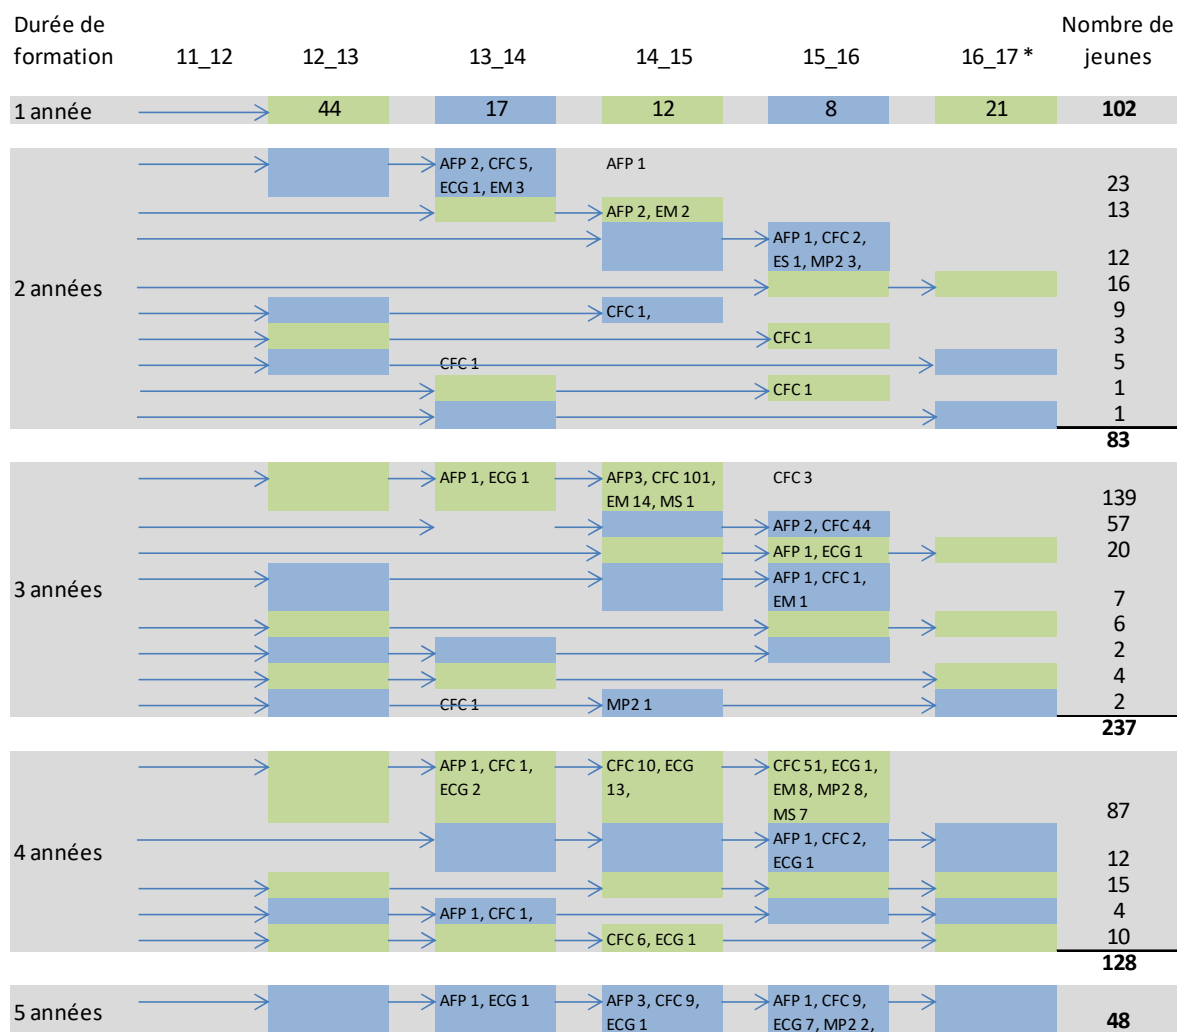 Durée de formation 11_12 12_13 13_14 14_15 15_16 16_17 * Nombre de jeunes
1 année 44 17 12 8 21 102
2 années
AFP 2, CFC 5, AFP 1
ECG 1, EM 3 23
AFP 2, EM 2 13
AFP 1, CFC 2,
ES 1, MP2 3, 12
16
CFC 1, 9
CFC 1 3
CFC 1 5
CFC 1 1
1
83
3 années
AFP 1, ECG 1 AFP3, CFC 101, CFC 3
EM 14, MS 1 139
AFP 2, CFC 44 57
AFP 1, ECG 1 20
AFP 1, CFC 1,
EM 1 7
6
2
4
CFC 1 MP2 1 2
237
4 années
AFP 1, CFC 1, CFC 10, ECG CFC 51, ECG 1,
ECG 2 13, EM 8, MP2 8,
MS 7 87
AFP 1, CFC 2,
ECG 1 12
15
AFP 1, CFC 1, 4
CFC 6, ECG 1 10
128
5 années
AFP 1, ECG 1 AFP 3, CFC 9, AFP 1, CFC 9,
ECG 1 ECG 7, MP2 2, 48